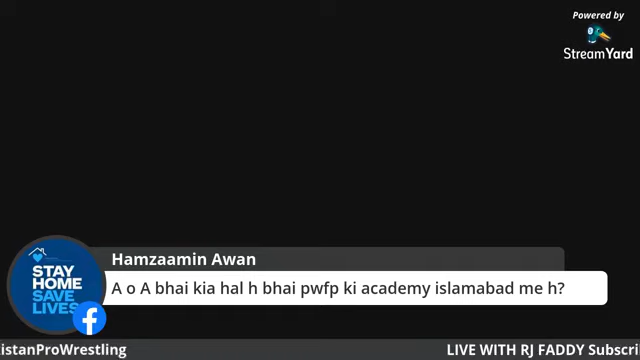 Powered by
StreamYard
Hamzaamin Awan
STAY
HOME
SAVE
LIVES
A o A bhai kia hal h bhai pwfp ki academy islamabad me h?
istanProWrestling
LIVE WITH RJ FADDY Subscri